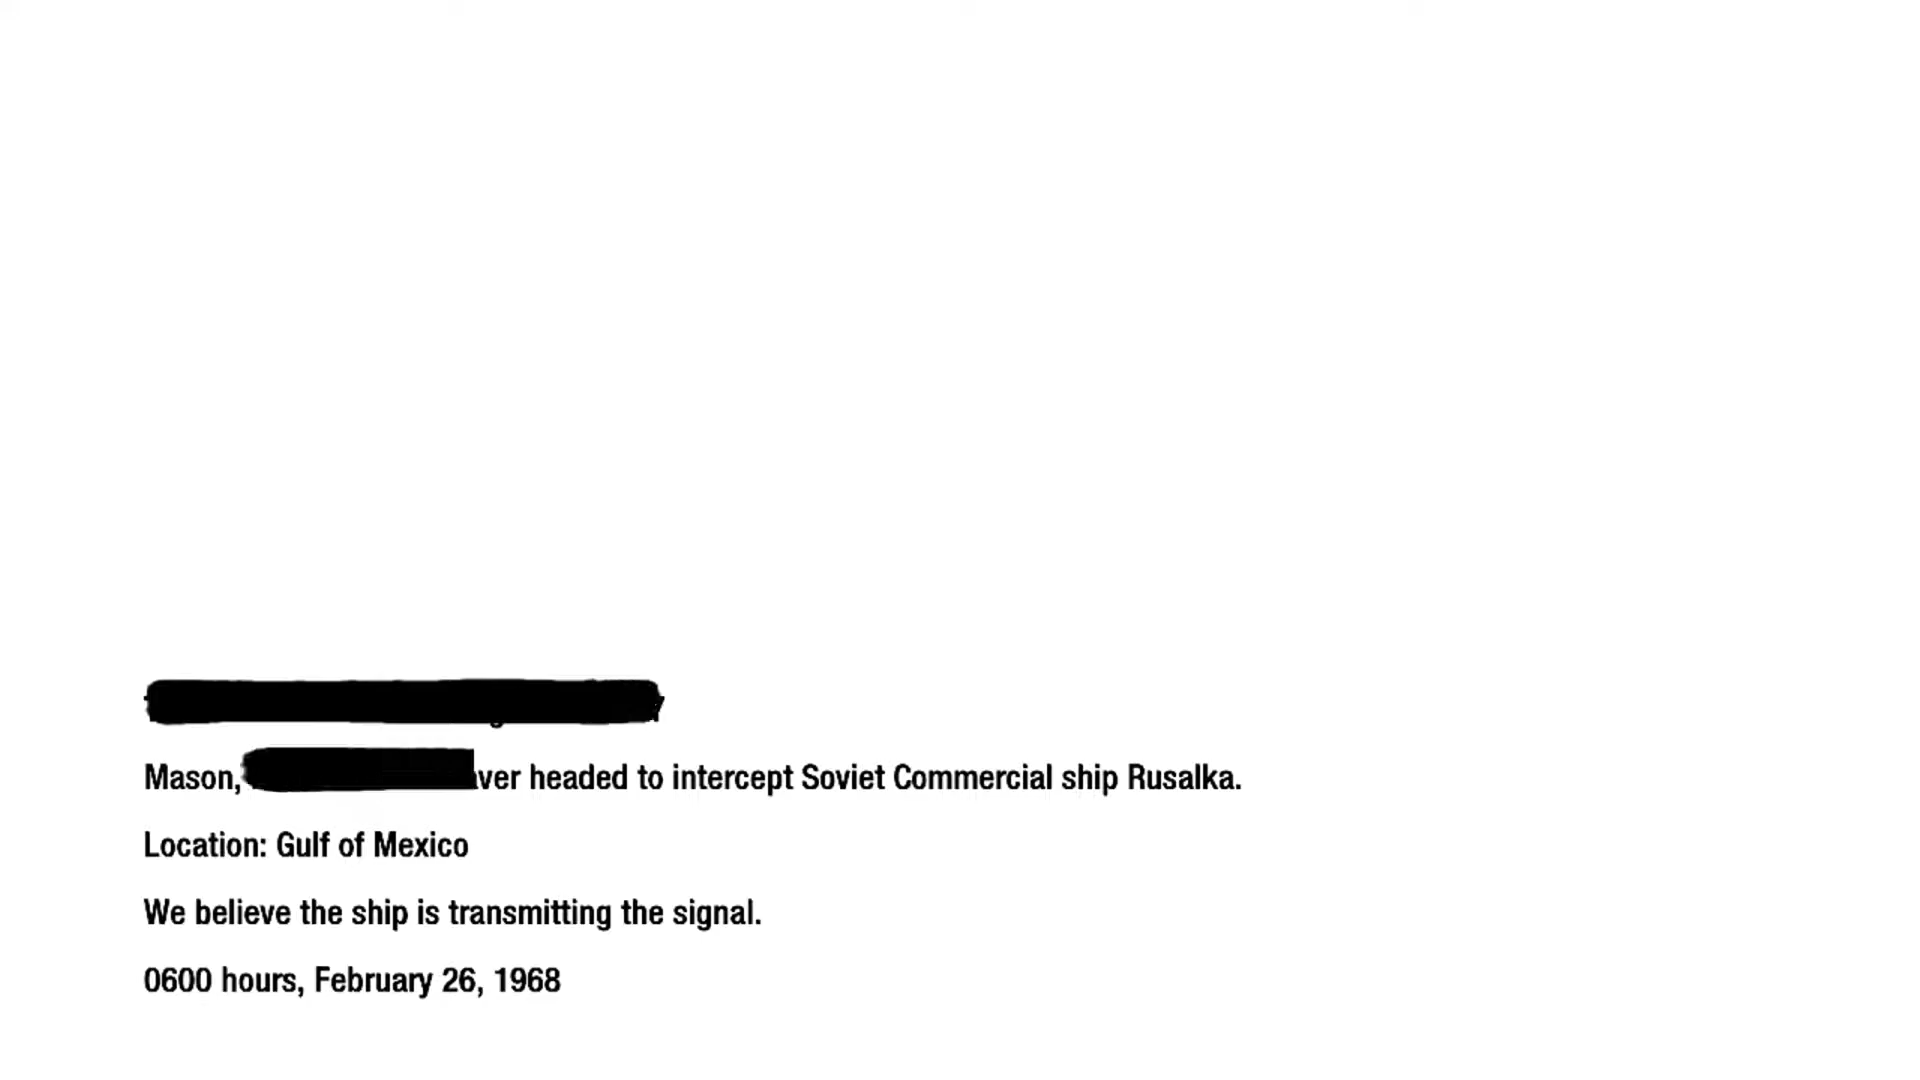 Mason, ver headed to intercept Soviet Commercial ship Rusalka.
Location: Gulf of Mexico
We believe the ship is transmitting the signal.
0600 hours, February 26, 1968